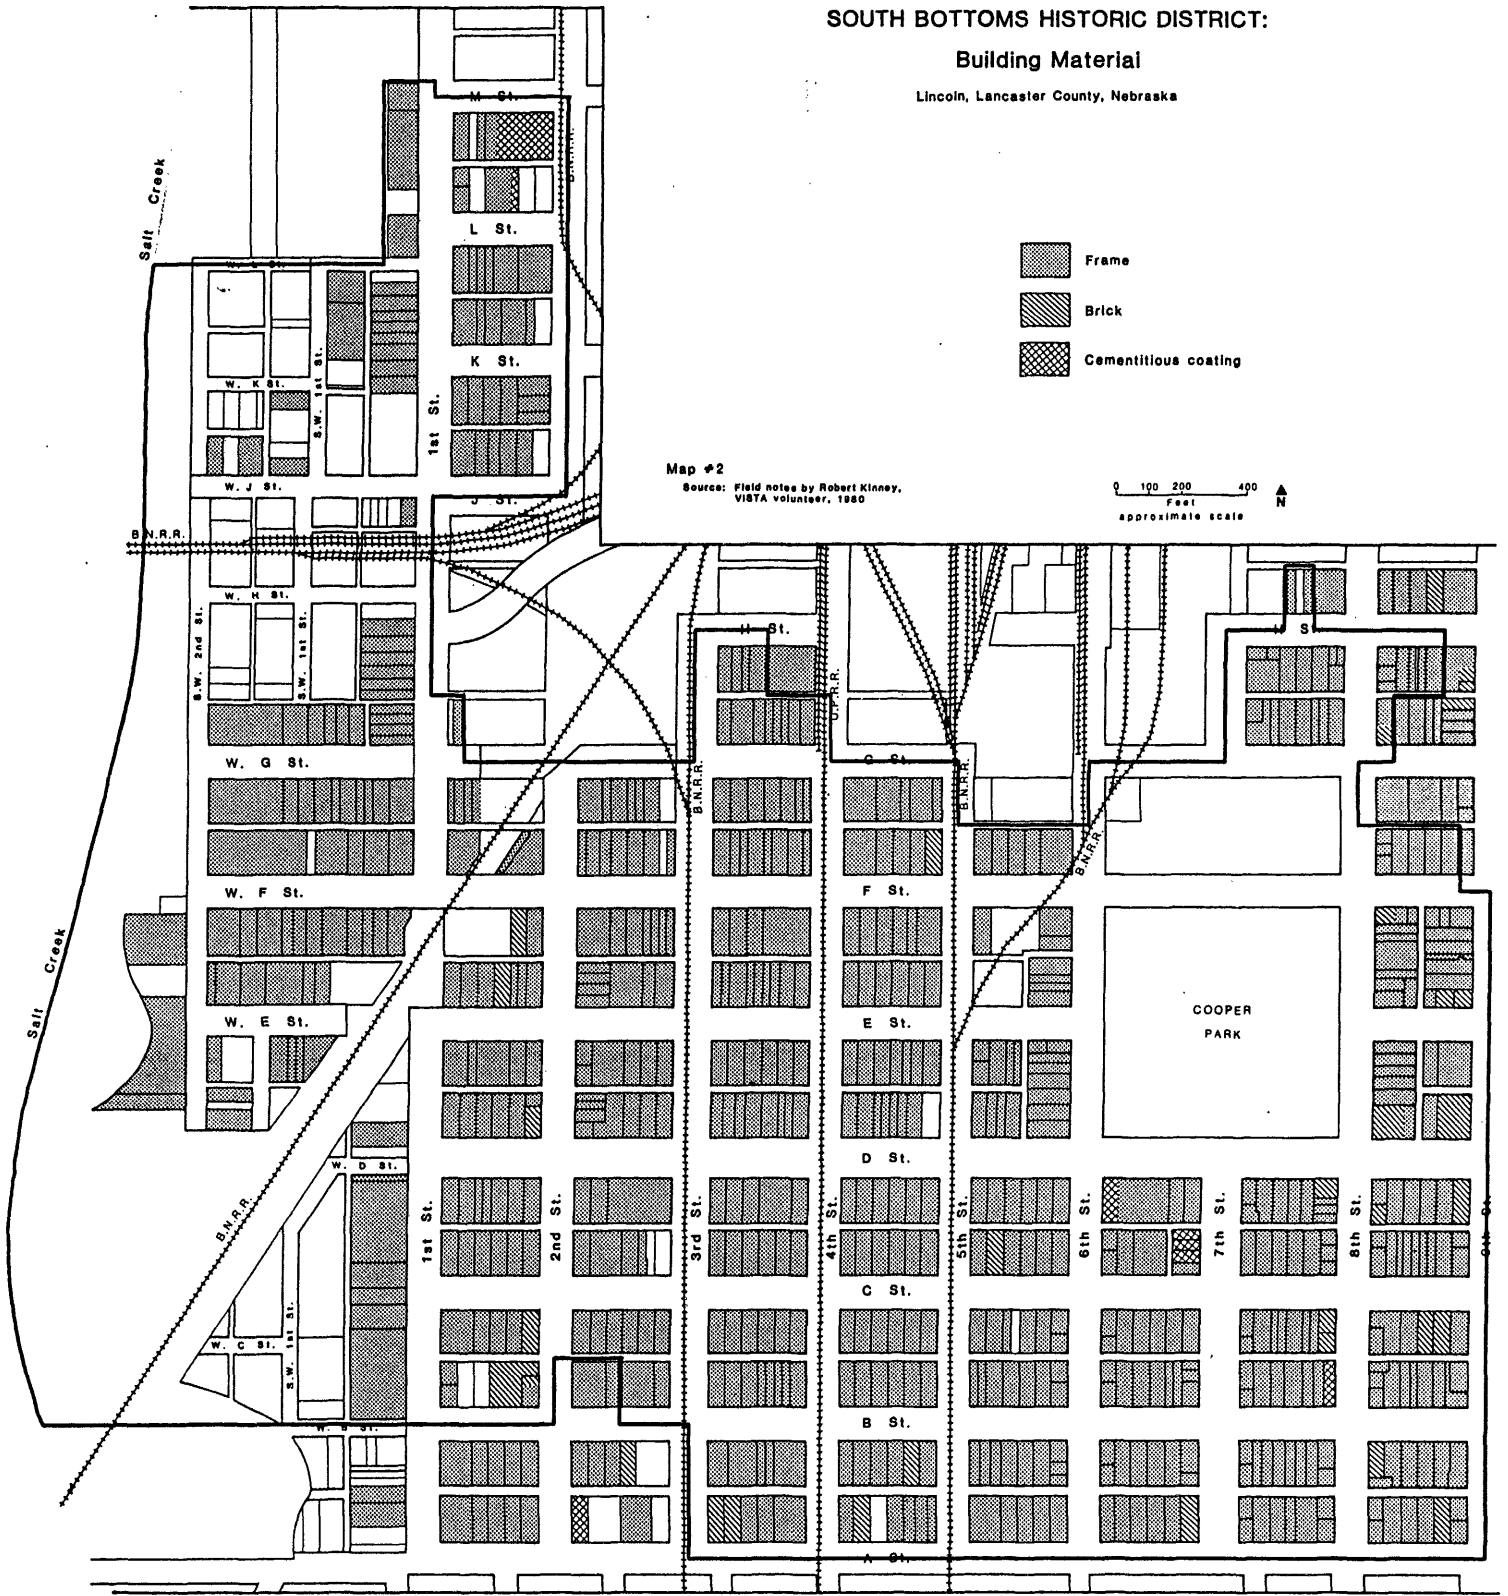 SOUTH BOTTOMS HISTORIC DISTRICT:
Building Material
Lincoln, Lancaster County, Nebraska
Frame
Brick
Cementitious coating
Map #2
Source: Field notes by Robert Kinney,
VISTA volunteer, 1980
0 100 200 400
Feet
approximate scale
N
Salt Creek
M St.
B.N.R.R.
L St.
W. L St.
K St.
W. K St.
S.W. 1st St.
1st St.
W. J St.
J St.
B.N.R.R.
W. H St.
S.W. 2nd St.
S.W. 1st St.
H St.
H St.
U.P.R.R.
W. G St.
G St.
B.N.R.R.
B.N.R.R.
B.N.R.R.
W. F St.
F St.
Salt Creek
W. E St.
E St.
COOPER
PARK
W. D St.
D St.
B.N.R.R.
1st St.
2nd St.
3rd St.
4th St.
5th St.
6th St.
7th St.
8th St.
9th St.
C St.
W. C St.
S.W. 1st St.
B St.
W. B St.
A St.